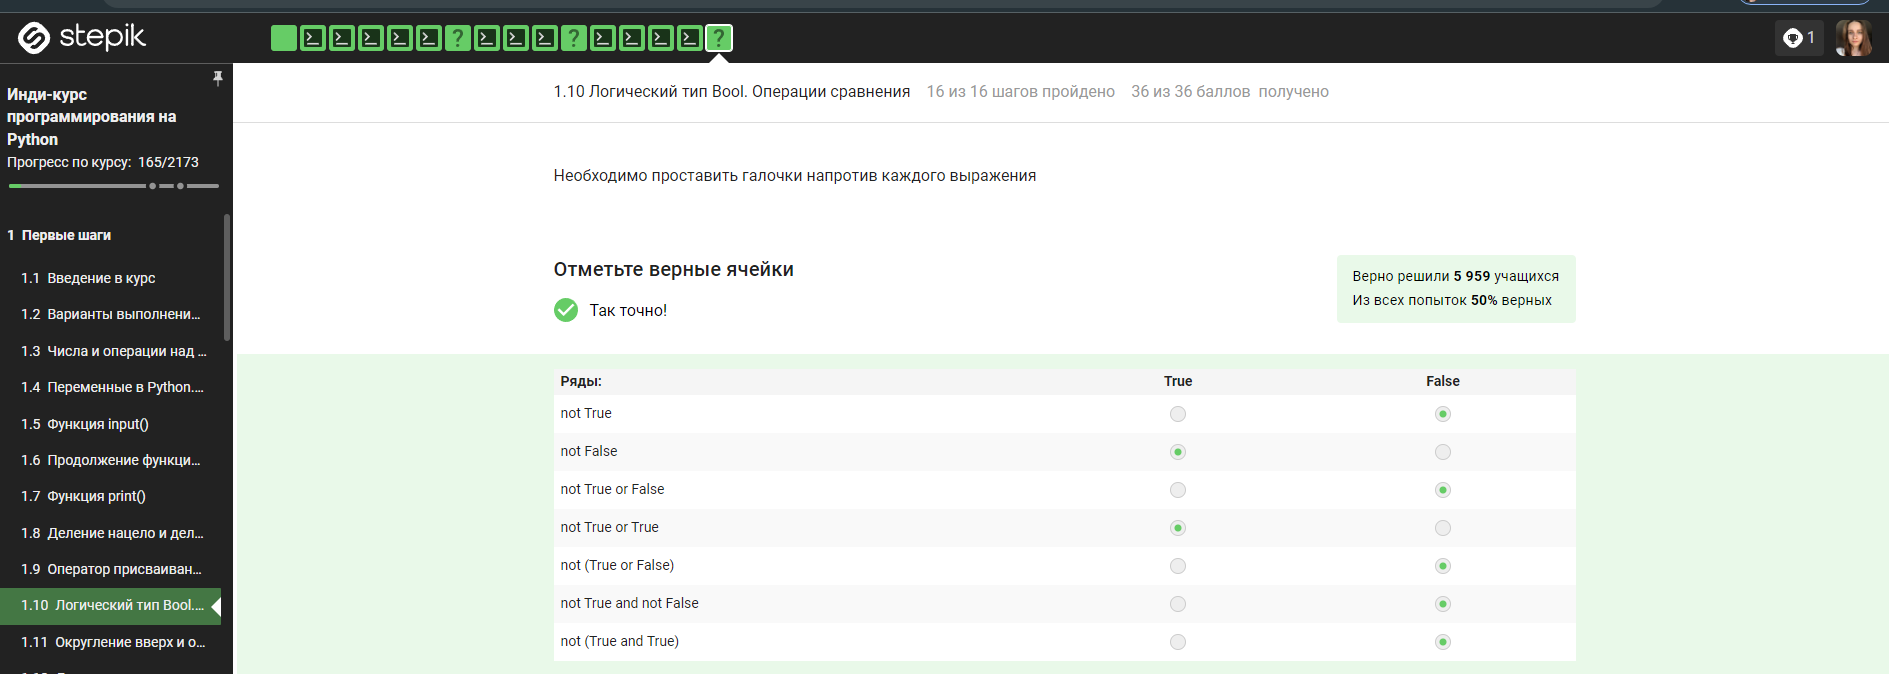 stepik
1
Инди-курс
программирования на
Python
Прогресс по курсу: 165/2173
1 Первые шаги
1.1 Введение в курс
1.2 Варианты выполнени...
1.3 Числа и операции над ...
1.4 Переменные в Python....
1.5 Функция input()
1.6 Продолжение функци...
1.7 Функция print()
1.8 Деление нацело и дел...
1.9 Оператор присваиван...
1.10 Логический тип Bool....
1.11 Округление вверх и о...
1.10 Логический тип Bool. Операции сравнения 16 из 16 шагов пройдено 36 из 36 баллов получено
Необходимо проставить галочки напротив каждого выражения
Отметьте верные ячейки
Так точно!
Верно решили 5 959 учащихся
Из всех попыток 50% верных
Ряды: True False
not True
not False
not True or False
not True or True
not (True or False)
not True and not False
not (True and True)